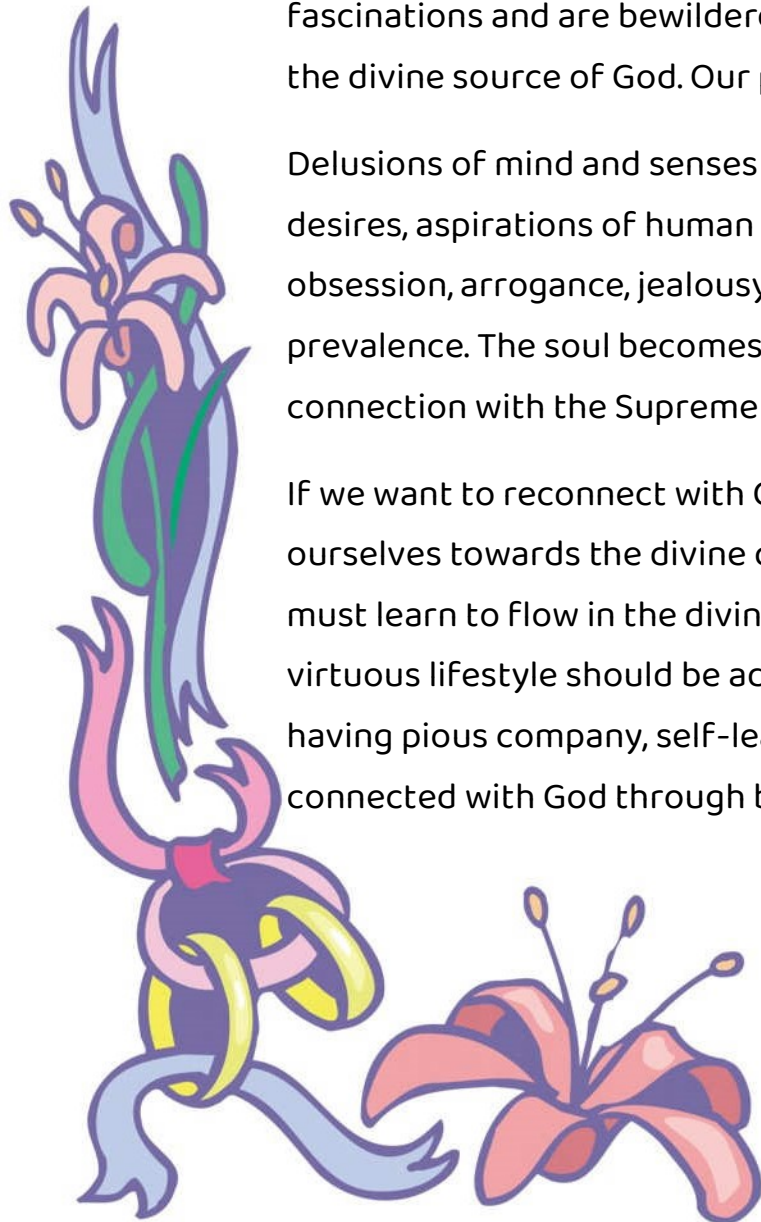 fascinations and are bewildere
the divine source of God. Our
Delusions of mind and senses
desires, aspirations of human
obsession, arrogance, jealousy
prevalence. The soul becomes
connection with the Supreme
If we want to reconnect with
ourselves towards the divine
must learn to flow in the divin
virtuous lifestyle should be
having pious company, self-lea
connected with God through